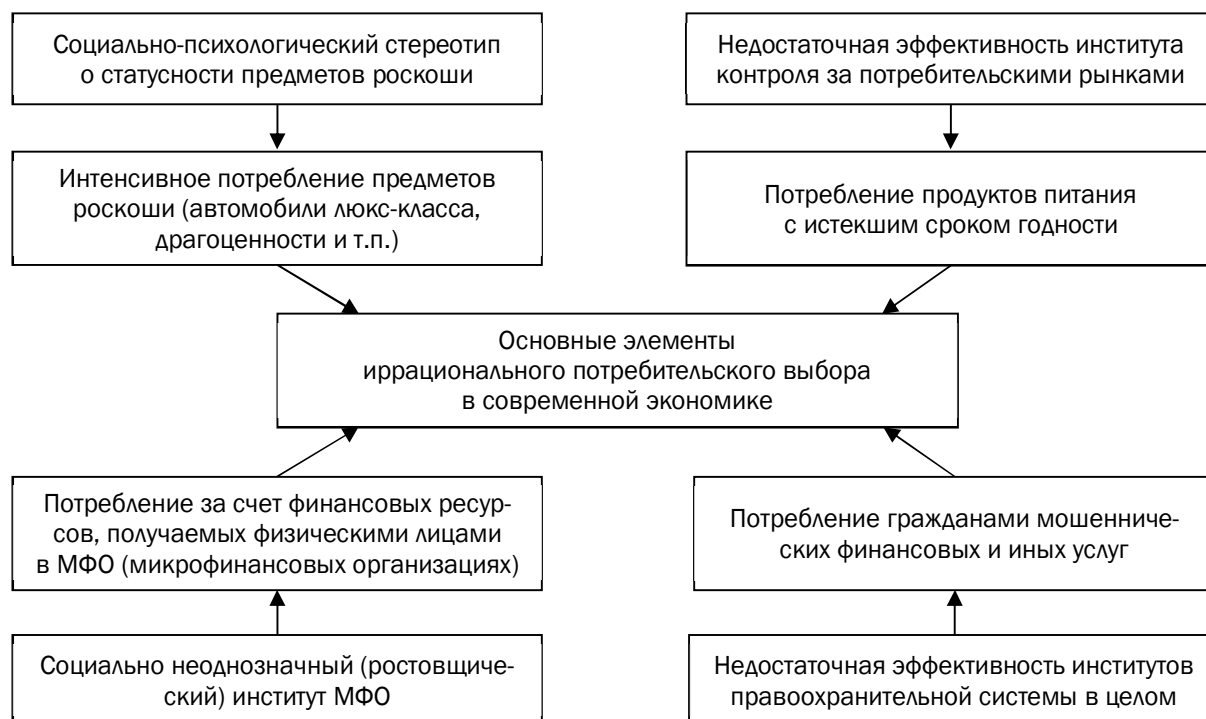 Социально-психологический стереотип
о статусности предметов роскоши
Недостаточная эффективность института
контроля за потребительскими рынками
Интенсивное потребление предметов
роскоши (автомобили люкс-класса,
драгоценности и т.п.)
Потребление продуктов питания
с истекшим сроком годности
Основные элементы
иррационального потребительского выбора
в современной экономике
Потребление за счет финансовых ресур-
сов, получаемых физическими лицами
в МФО (микрофинансовых организациях)
Потребление гражданами мошенниче-
ских финансовых и иных услуг
Социально неоднозначный (ростовщиче-
ский) институт МФО
Недостаточная эффективность институтов
правоохранительной системы в целом